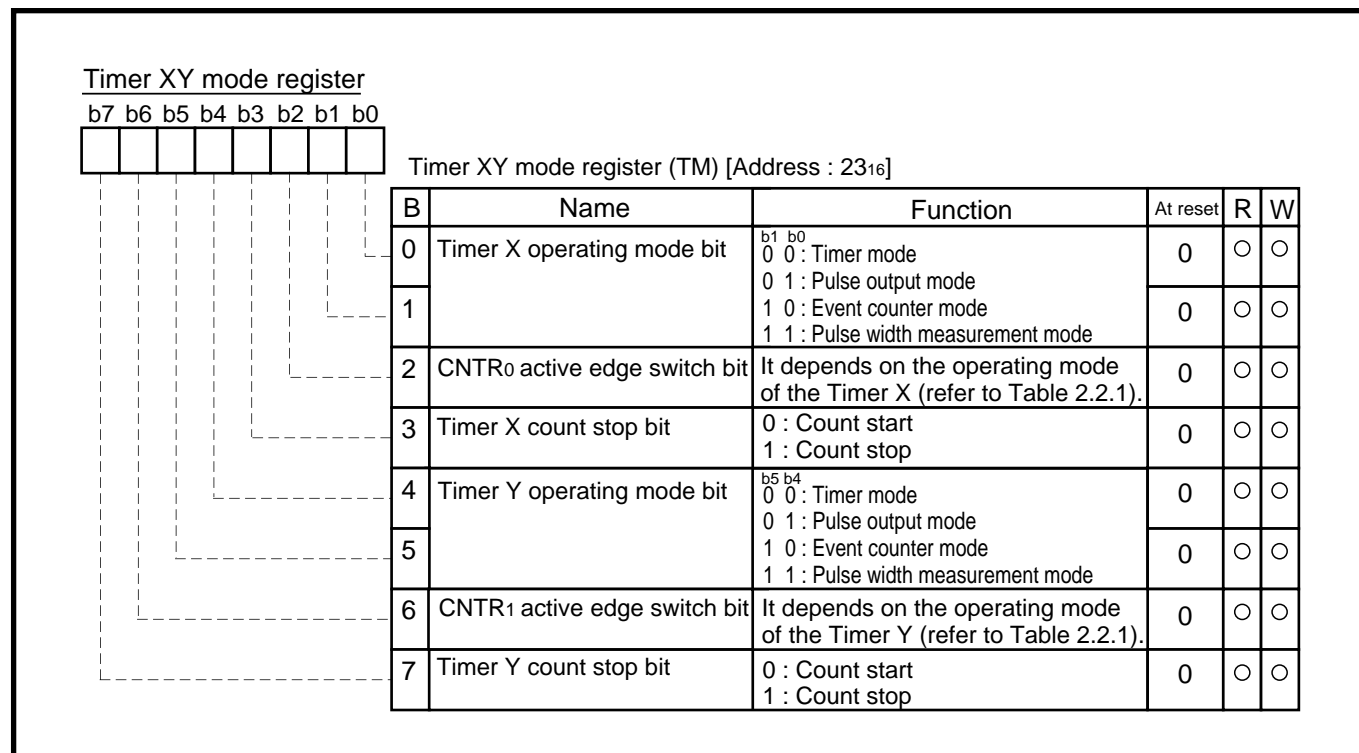 Timer XY mode register
b7 b6 b5 b4 b3 b2 b1 b0
Timer XY mode register (TM) [Address : 2316]
B Name Function At reset R W
0 Timer X operating mode bit b1 b0
0 0 : Timer mode 0 ○ ○
0 1 : Pulse output mode
1 1 0 : Event counter mode 0 ○ ○
1 1 : Pulse width measurement mode
2 CNTR0 active edge switch bit It depends on the operating mode
of the Timer X (refer to Table 2.2.1). 0 ○ ○
3 Timer X count stop bit 0 : Count start
1 : Count stop 0 ○ ○
4 Timer Y operating mode bit b5 b4
0 0 : Timer mode 0 ○ ○
0 1 : Pulse output mode
5 1 0 : Event counter mode 0 ○ ○
1 1 : Pulse width measurement mode
6 CNTR1 active edge switch bit It depends on the operating mode
of the Timer Y (refer to Table 2.2.1). 0 ○ ○
7 Timer Y count stop bit 0 : Count start
1 : Count stop 0 ○ ○